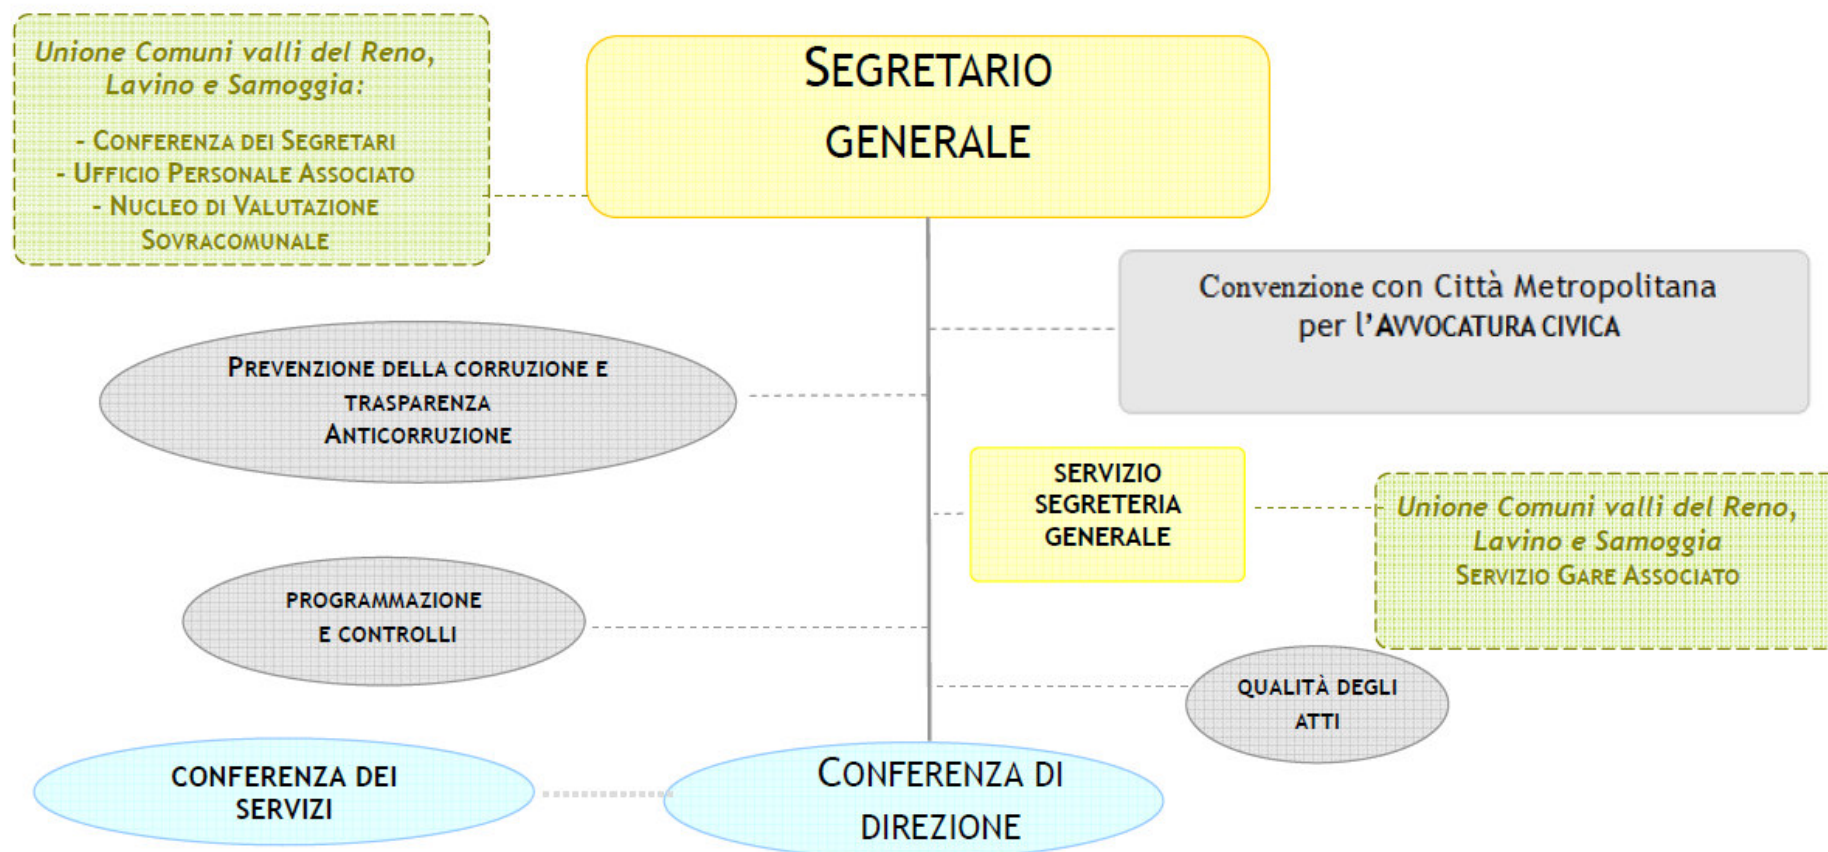 Unione Comuni valli del Reno,
Lavino e Samoggia:
- CONFERENZA DEI SEGRETARI
- UFFICIO PERSONALE ASSOCIATO
- NUCLEO DI VALUTAZIONE
SOVRACOMUNALE
SEGRETARIO
GENERALE
Convenzione con Città Metropolitana
per l'AVVOCATURA CIVICA
PREVENZIONE DELLA CORRUZIONE E
TRASPARENZA
ANTICORRUZIONE
SERVIZIO
SEGRETERIA
GENERALE
Unione Comuni valli del Reno,
Lavino e Samoggia
SERVIZIO GARE ASSOCIATO
PROGRAMMAZIONE
E CONTROLLI
QUALITÀ DEGLI
ATTI
CONFERENZA DEI
SERVIZI
CONFERENZA DI
DIREZIONE